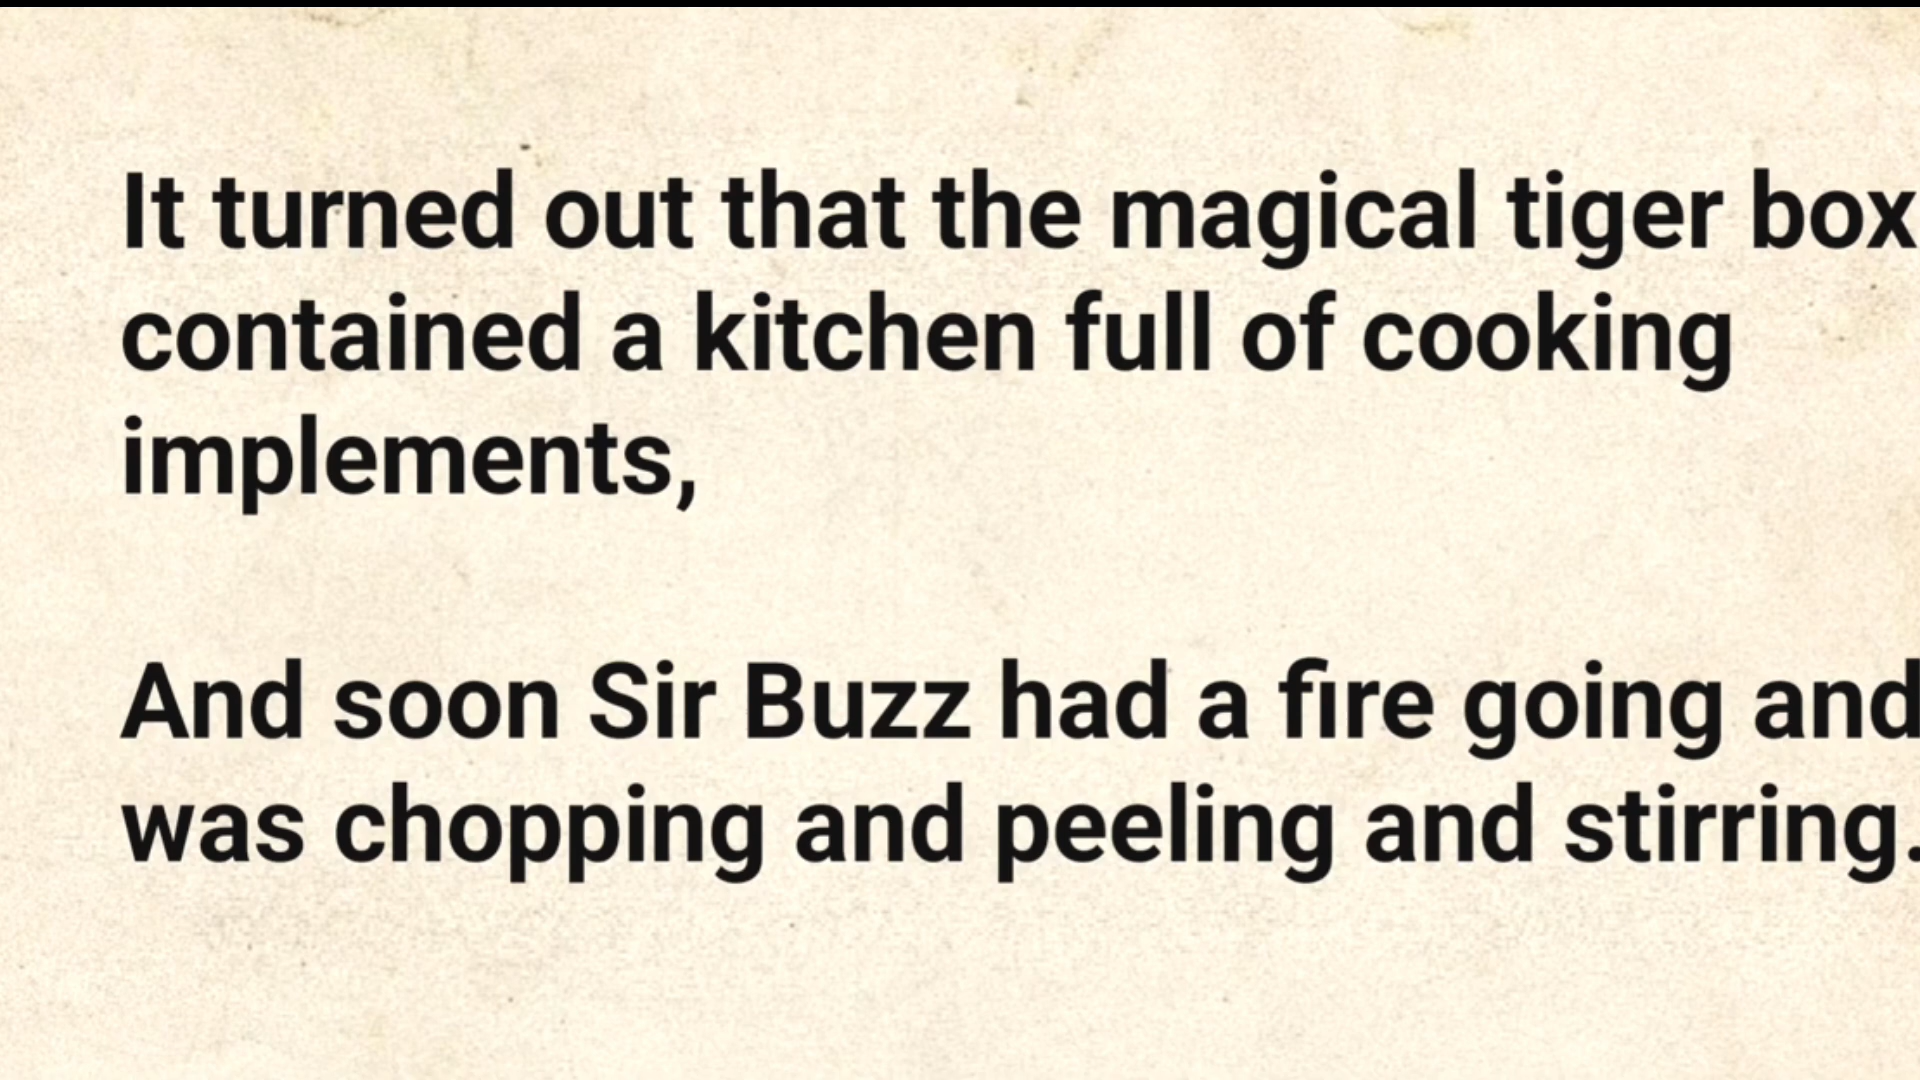 It turned out that the magical tiger box
contained a kitchen full of cooking
implements,
And soon Sir Buzz had a fire going and
was chopping and peeling and stirring.